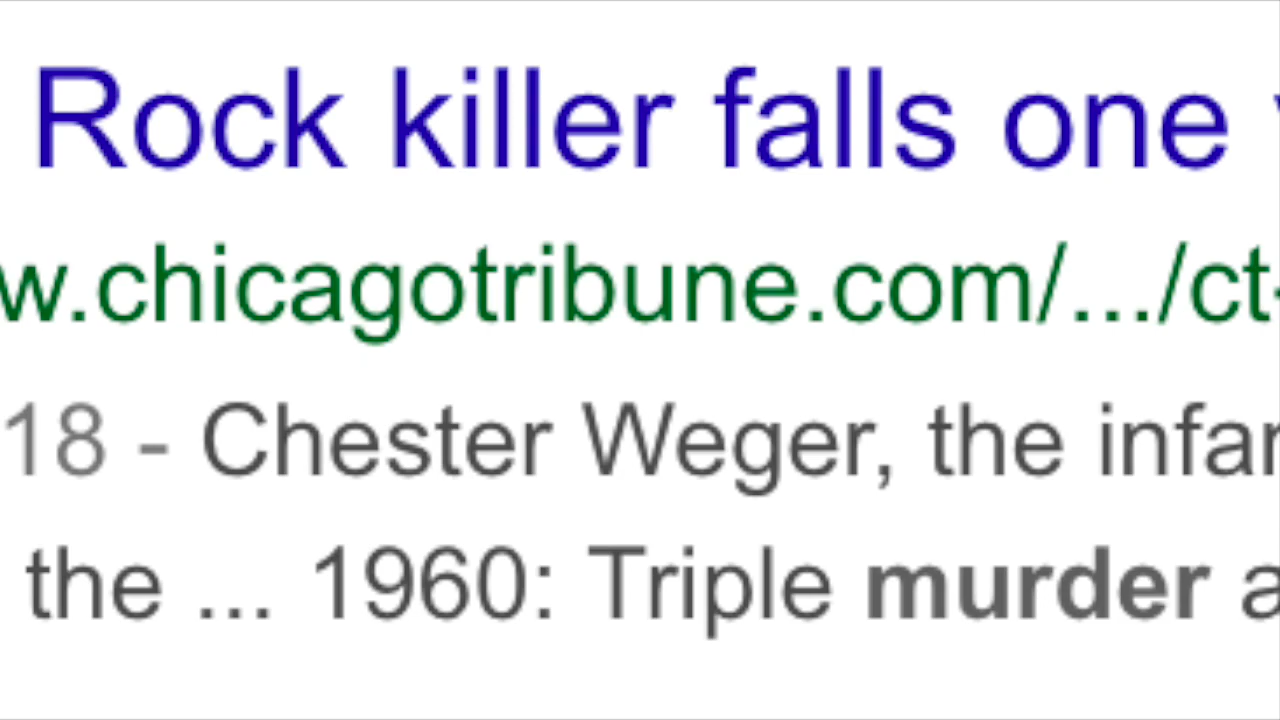 Rock killer falls one
w.chicagotribune.com/.../ct-
18 - Chester Weger, the infar
the ... 1960: Triple murder a